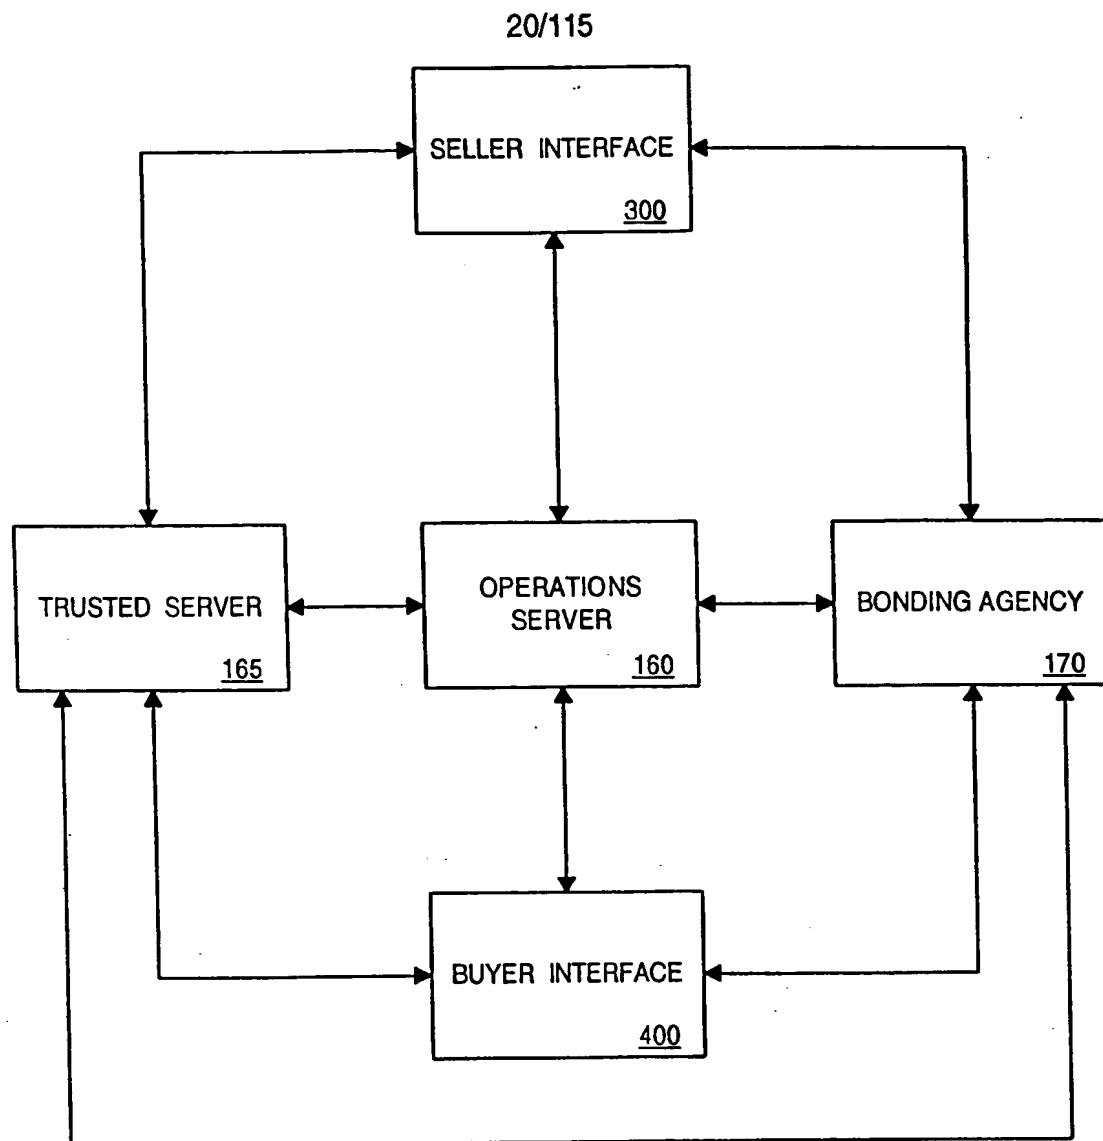 20/115
SELLER INTERFACE
300
TRUSTED SERVER
165
OPERATIONS
SERVER
160
BONDING AGENCY
170
BUYER INTERFACE
400